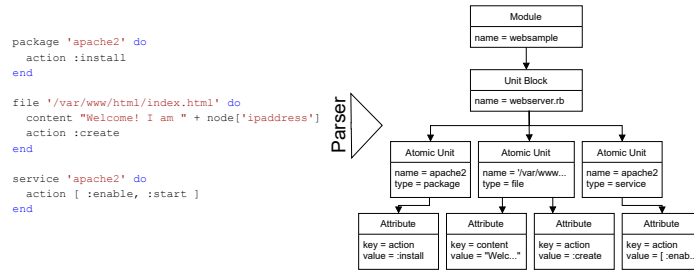 package 'apache2' do
action :install
end
file '/var/www/html/index.html' do
content "Welcome! I am " + node['ipaddress']
action :create
end
service 'apache2' do
action [ :enable, :start ]
end
Parser
Module
name = websample
Unit Block
name = webserver.rb
Atomic Unit
name = apache2
type = package
Atomic Unit
name = '/var/www...
type = file
Atomic Unit
name = apache2
type = service
Attribute
key = action
value = :install
Attribute
key = content
value = "Welc..."
Attribute
key = action
value = :create
Attribute
key = action
value = [ :enab...